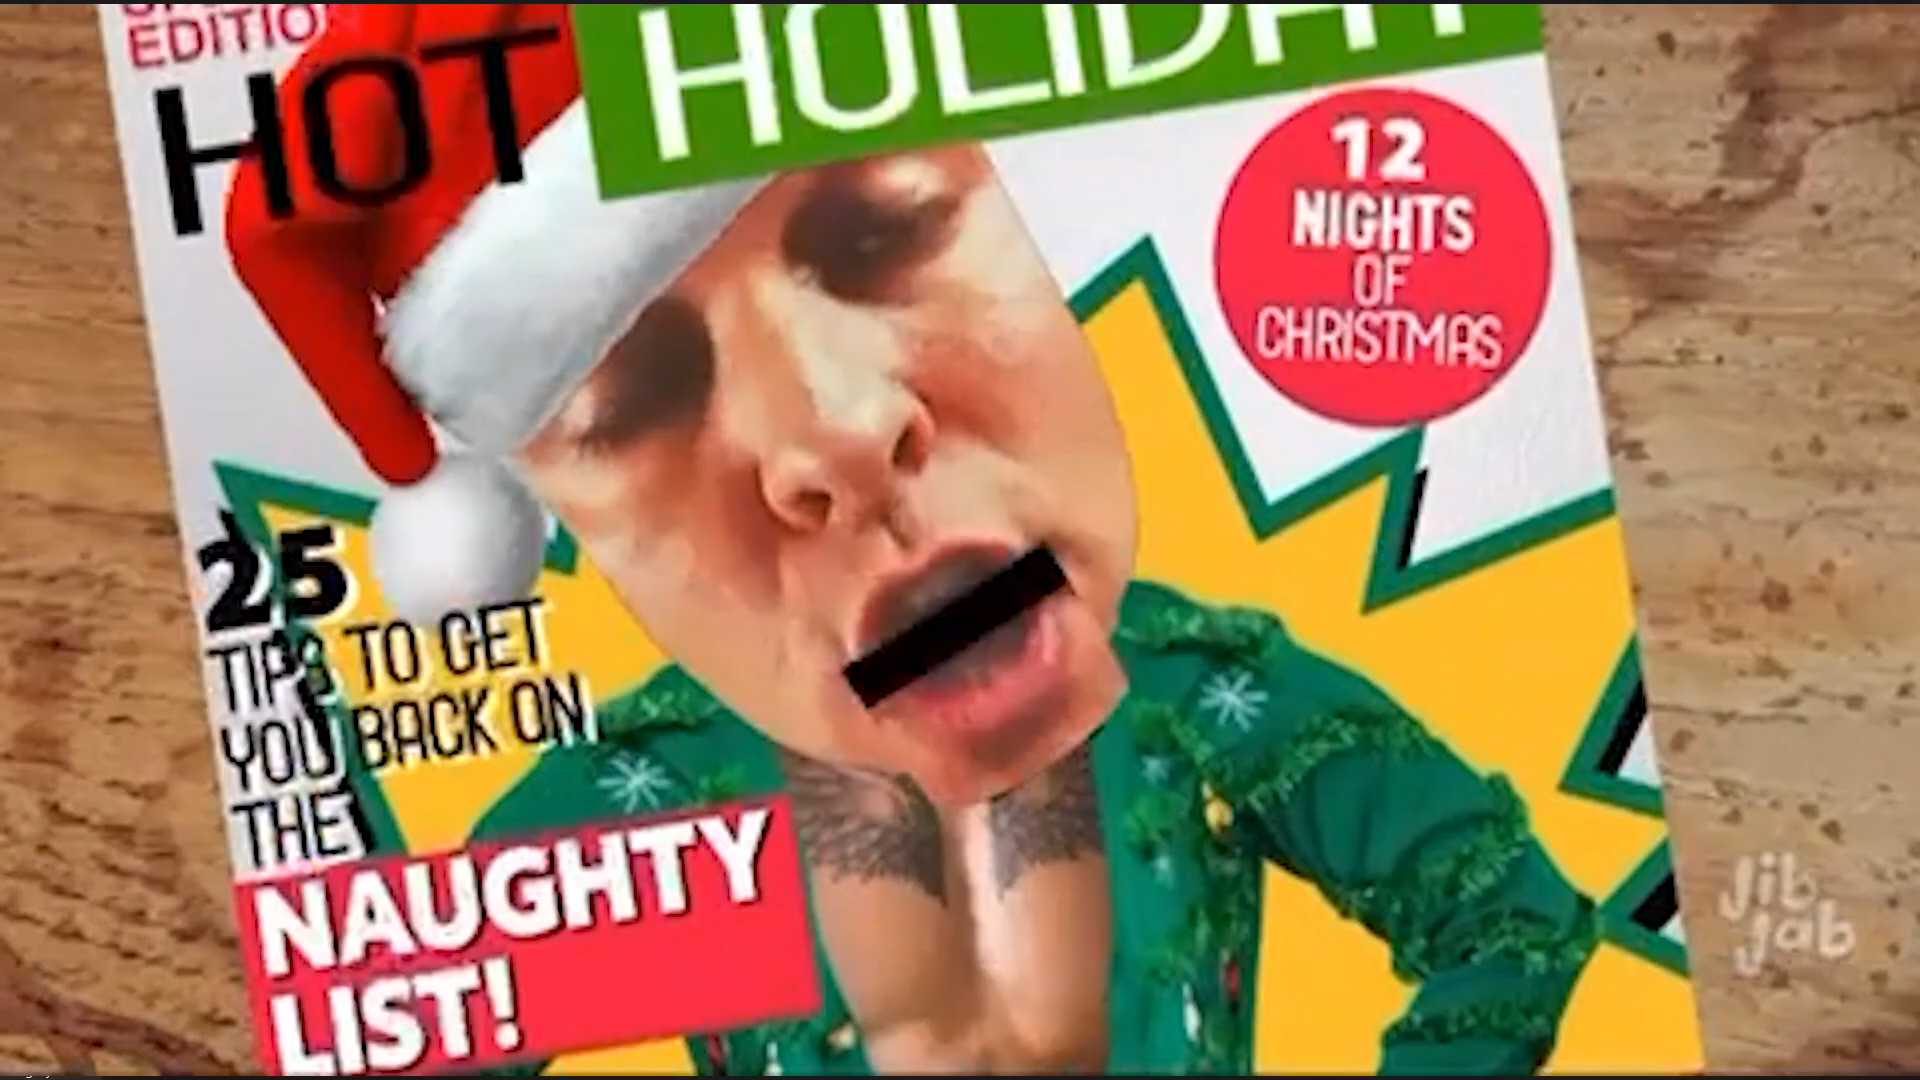 EDITIO
HOT HOLIDAY
12
NIGHTS
OF
CHRISTMAS
25
TIPS TO GET
YOU BACK ON
THE
NAUGHTY
LIST!
Jib
Jab